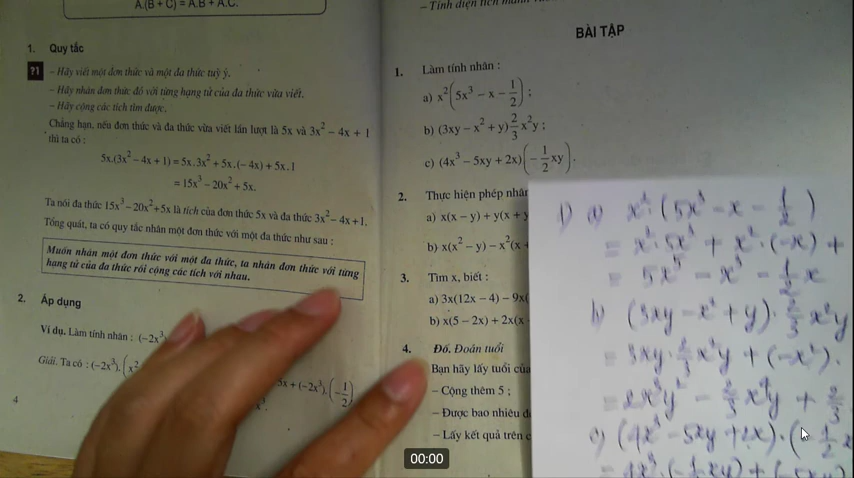 A.(B + C) = A.B + A.C.
1. Quy tắc
?1 – Hãy viết một đơn thức và một đa thức tuỳ ý.
– Hãy nhân đơn thức đó với từng hạng tử của đa thức vừa viết.
– Hãy cộng các tích tìm được.
Chẳng hạn, nếu đơn thức và đa thức vừa viết lần lượt là 5x và 3x² – 4x + 1
thì ta có :
5x.(3x² – 4x + 1) = 5x.3x² + 5x.(– 4x) + 5x.1
= 15x³ – 20x² + 5x.
Ta nói đa thức 15x³ – 20x² + 5x là tích của đơn thức 5x và đa thức 3x² – 4x + 1.
Tổng quát, ta có quy tắc nhân một đơn thức với một đa thức như sau :
Muốn nhân một đơn thức với một đa thức, ta nhân đơn thức với từng
hạng tử của đa thức rồi cộng các tích với nhau.
2. Áp dụng
Ví dụ. Làm tính nhân : (–2x³)
Giải. Ta có : (–2x³).(x²
5x + (–2x³).(–1/2)
4
– Tính diện tích
BÀI TẬP
1. Làm tính nhân :
a) x²(5x³ – x – 1/2) ;
b) (3xy – x² + y) 2/3 x²y ;
c) (4x³ – 5xy + 2x)(–1/2 xy).
2. Thực hiện phép nhân
a) x(x – y) + y(x + y
b) x(x² – y) – x²(x +
3. Tìm x, biết :
a) 3x(12x – 4) – 9x(
b) x(5 – 2x) + 2x(x
4. Đố. Đoán tuổi
Bạn hãy lấy tuổi của
– Cộng thêm 5 ;
– Được bao nhiêu
– Lấy kết quả trên
1) a) x².(5x³ – x – 1/2)
= x².5x³ + x².(–x) +
= 5x⁵ – x³ – 1/2 x
b) (3xy – x² + y).2/3 x²y
= 3xy.2/3 x²y + (–x²).
= 2x³y² – 2/3 x⁴y + 2/3
c) (4x³ – 5xy + 2x).(–1/2 x
= 4x³.(–1/2 xy) + (–5xy)
00:00